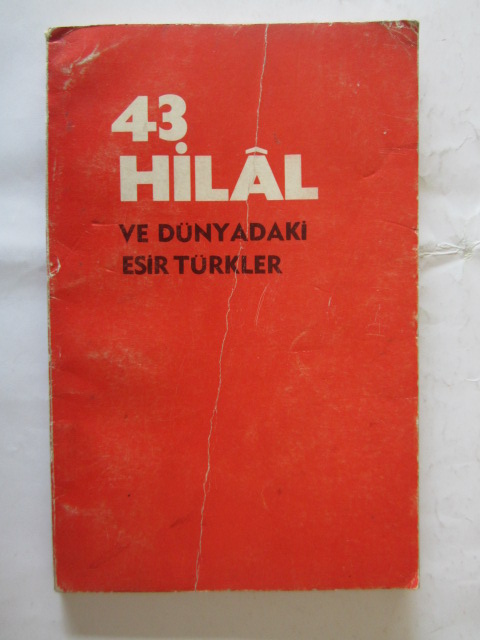 43
HİLÂL
VE DÜNYADAKİ
ESİR TÜRKLER